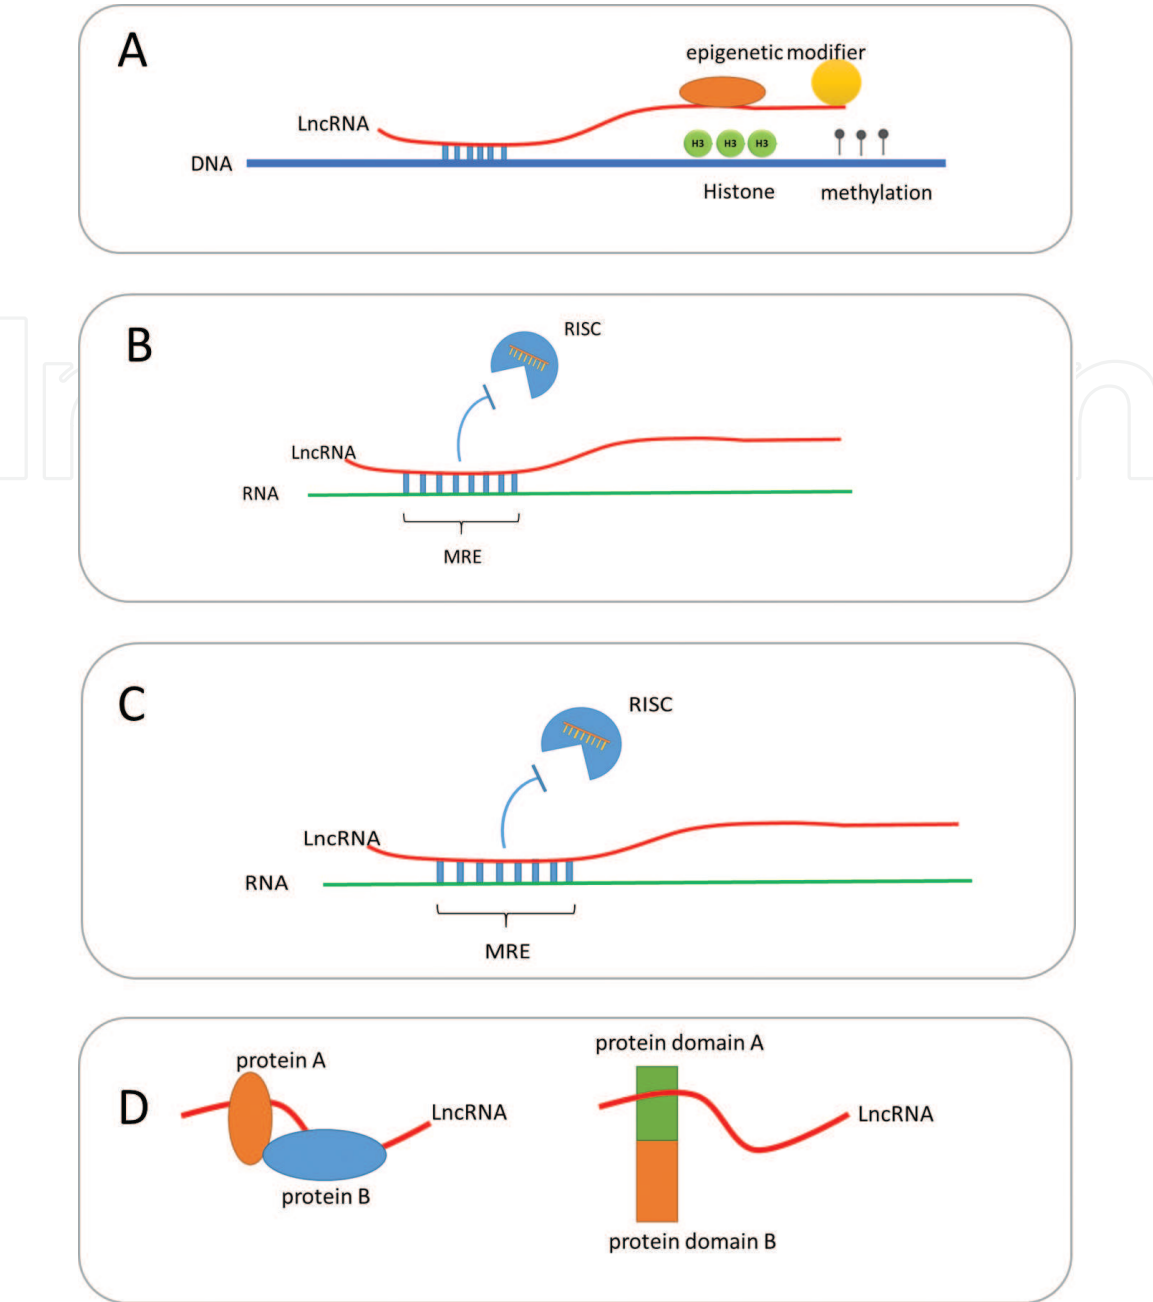 A
epigenetic modifier
LncRNA
DNA
H3 H3 H3
Histone methylation
B
RISC
LncRNA
RNA
MRE
C
RISC
LncRNA
RNA
MRE
D
protein A
LncRNA
protein B
protein domain A
LncRNA
protein domain B